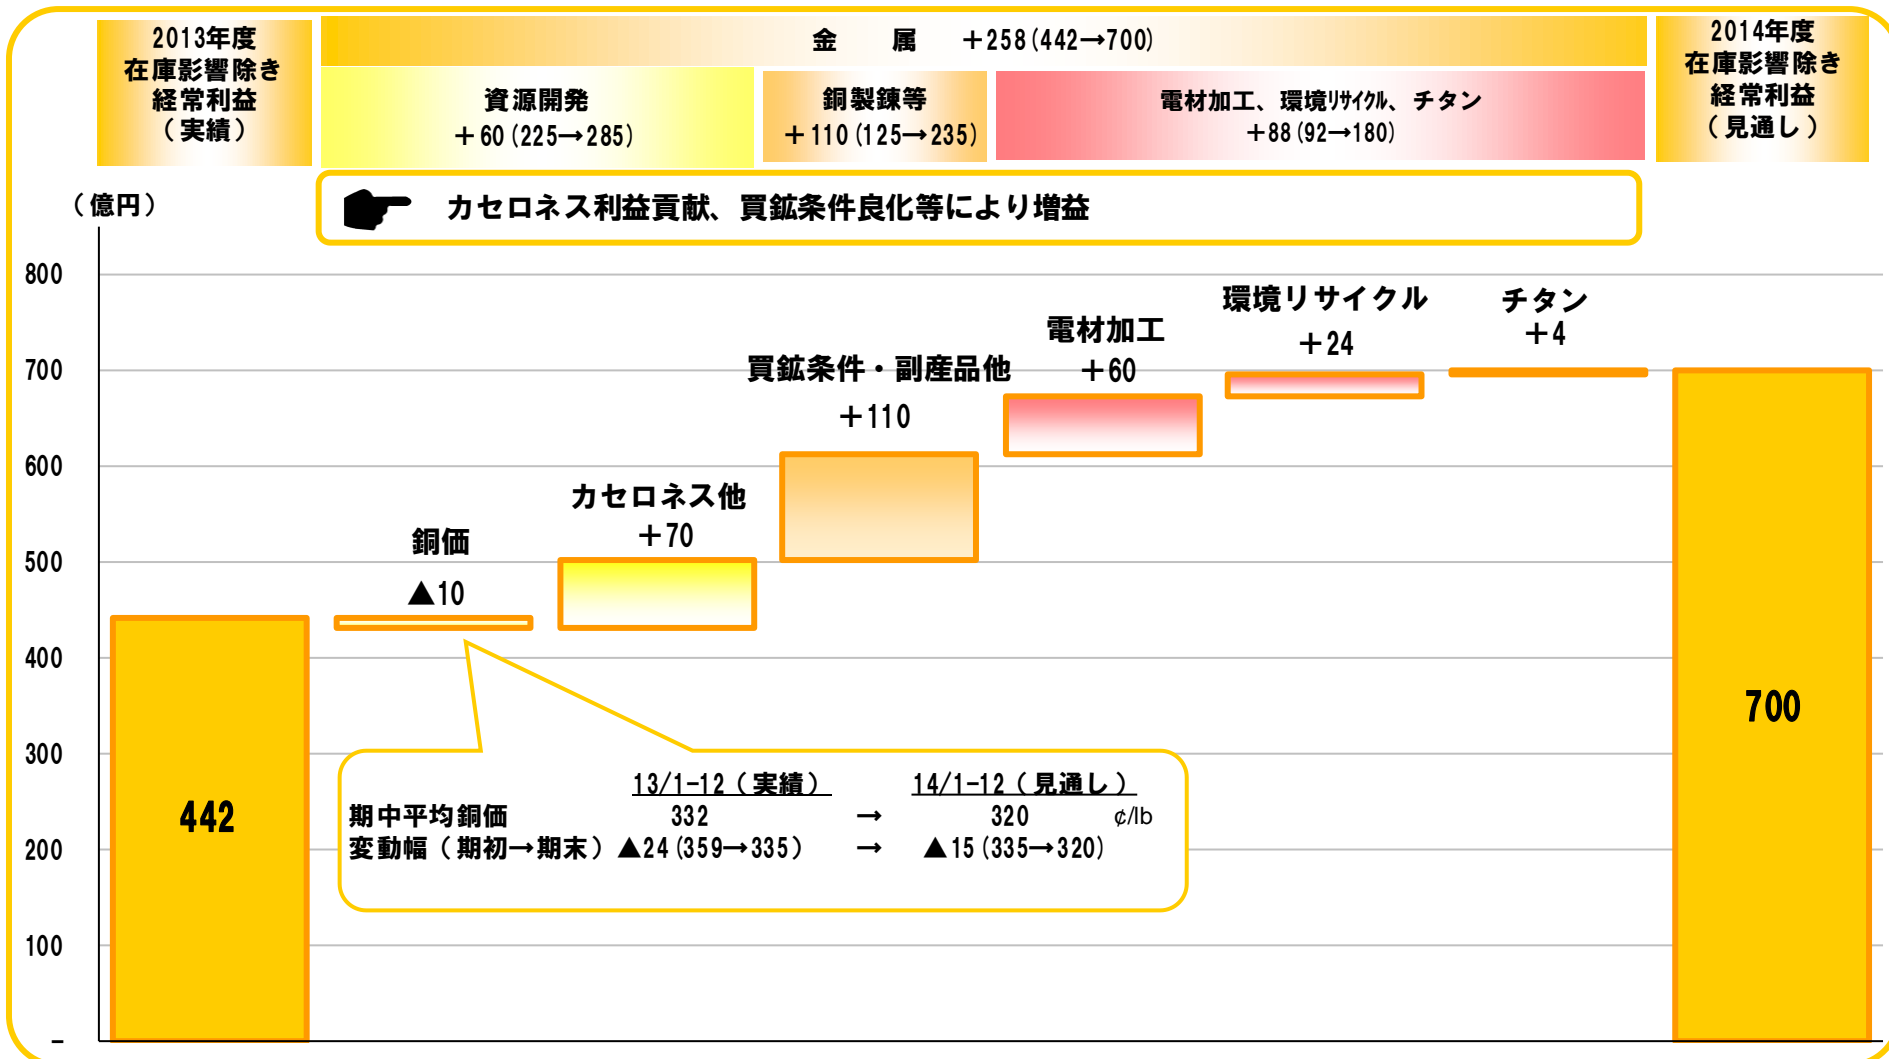 2013年度
在庫影響除き
経常利益
（実績）
金　　属　＋258(442→700)
資源開発
＋60(225→285)
銅製錬等
＋110(125→235)
電材加工、環境ﾘｻｲｸﾙ、チタン
＋88(92→180)
2014年度
在庫影響除き
経常利益
（見通し）
（億円）
カセロネス利益貢献、買鉱条件良化等により増益
800
700
600
500
400
300
200
100
－
442
銅価
▲10
カセロネス他
＋70
買鉱条件・副産品他
＋110
電材加工
＋60
環境リサイクル
＋24
チタン
＋4
700
13/1-12（実績）　14/1-12（見通し）
期中平均銅価　332　→　320　¢/lb
変動幅（期初→期末）▲24(359→335)　→　▲15(335→320)